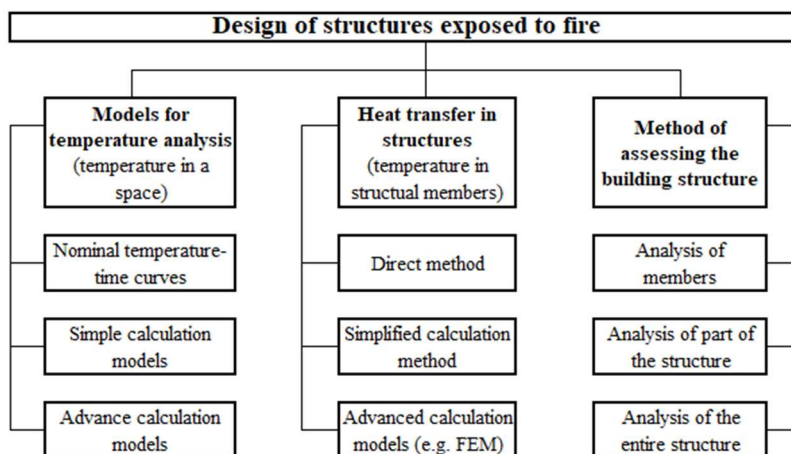 Design of structures exposed to fire
Models for
temperature analysis
(temperature in a
space)
Nominal temperature-
time curves
Simple calculation
models
Advance calculation
models
Heat transfer in
structures
(temperature in
structual members)
Direct method
Simplified calculation
method
Advanced calculation
models (e.g. FEM)
Method of
assessing the
building structure
Analysis of
members
Analysis of part of
the structure
Analysis of the
entire structure